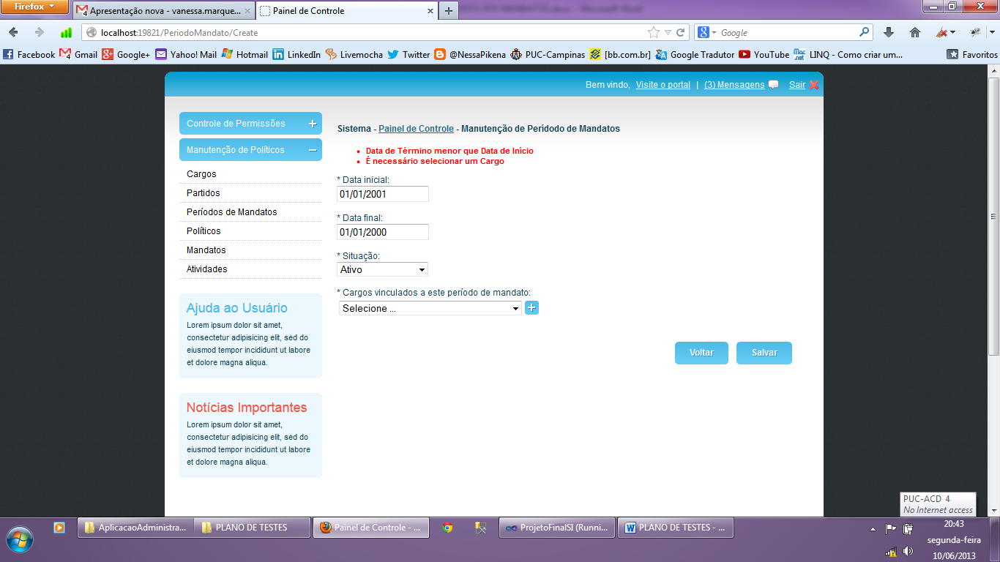 Firefox
Apresentação nova - vanessa.marque...
Painel de Controle
localhost:19821/PeriodoMandato/Create
Google
Facebook
Gmail
Google+
Yahoo! Mail
Hotmail
LinkedIn
Livemocha
Twitter
@NessaPikena
PUC-Campinas
[bb.com.br]
Google Tradutor
YouTube
LINQ - Como criar um...
Favoritos
Bem vindo, Visite o portal | (3) Mensagens Sair
Controle de Permissões
Manutenção de Políticos
Cargos
Partidos
Períodos de Mandatos
Políticos
Mandatos
Atividades
Ajuda ao Usuário
Lorem ipsum dolor sit amet,
consectetur adipisicing elit, sed do
eiusmod tempor incididunt ut labore
et dolore magna aliqua.
Notícias Importantes
Lorem ipsum dolor sit amet,
consectetur adipisicing elit, sed do
eiusmod tempor incididunt ut labore
et dolore magna aliqua.
Sistema - Painel de Controle - Manutenção de Perídodo de Mandatos
Data de Término menor que Data de Início
É necessário selecionar um Cargo
* Data inicial:
01/01/2001
* Data final:
01/01/2000
* Situação:
Ativo
* Cargos vinculados a este período de mandato:
Selecione ...
Voltar
Salvar
PUC-ACD 4
No Internet access
AplicacaoAdministra...
PLANO DE TESTES
Painel de Controle - ...
ProjetoFinalSI (Runni...
PLANO DE TESTES - ...
20:43
segunda-feira
10/06/2013